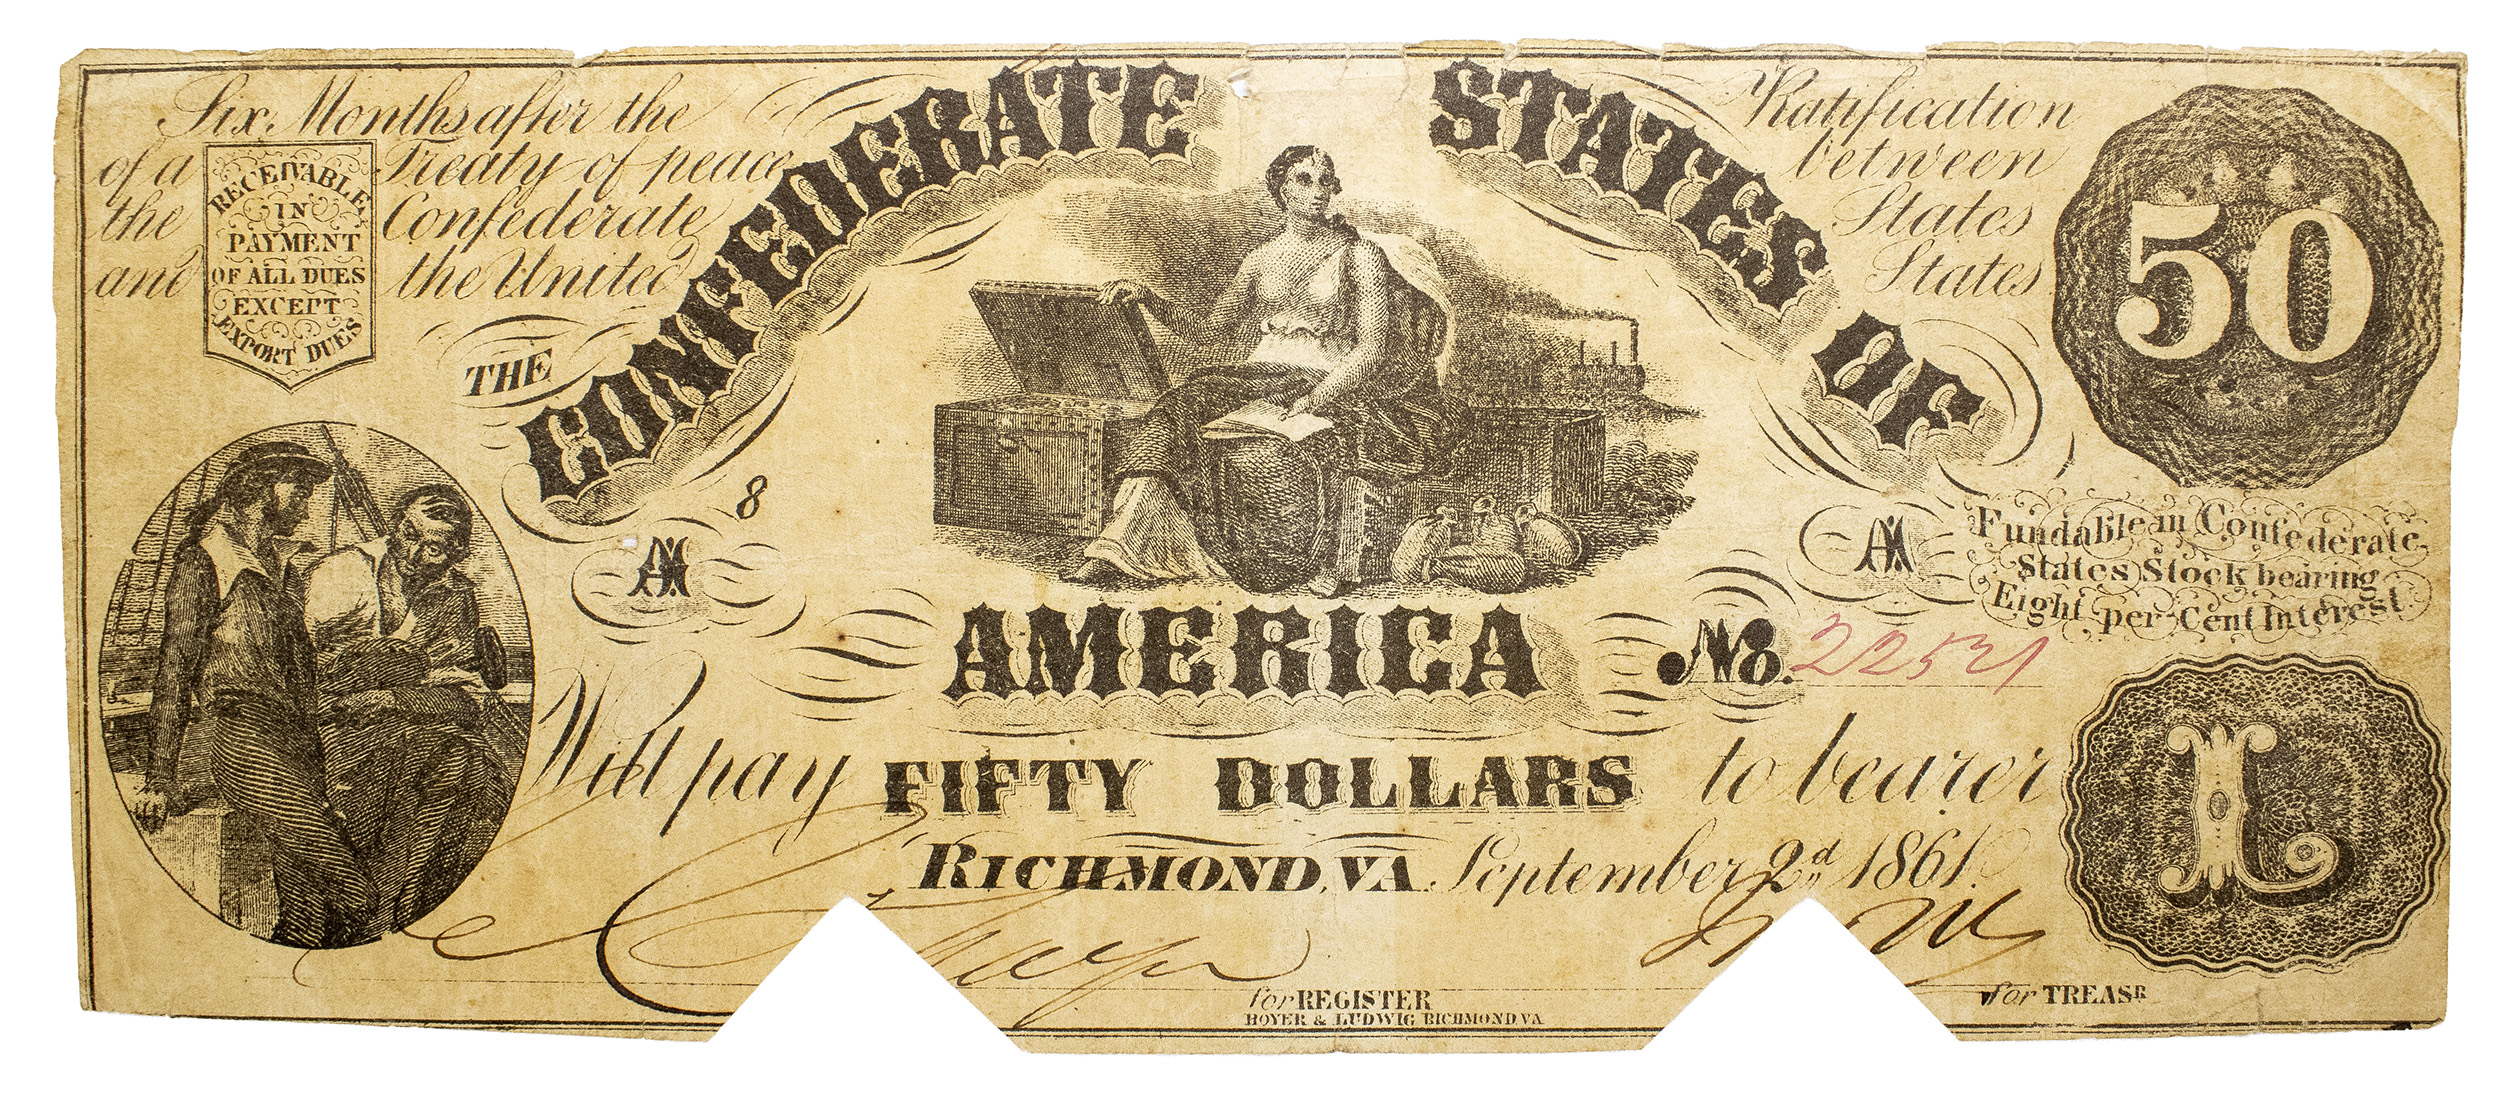 Six Months after the Ratification
of a Treaty of peace between
the Confederate States
and the United States
RECEIVABLE
IN
PAYMENT
OF ALL DUES
EXCEPT
EXPORT DUES
THE
CONFEDERATE STATES OF
AMERICA
50
8
A
A
Fundable in Confederate
States Stock bearing
Eight per Cent Interest.
No. 22521
Will pay FIFTY DOLLARS to bearer
RICHMOND, VA. September 2d 1861.
L
for REGISTER
for TREASR
HOYER & LUDWIG RICHMOND VA